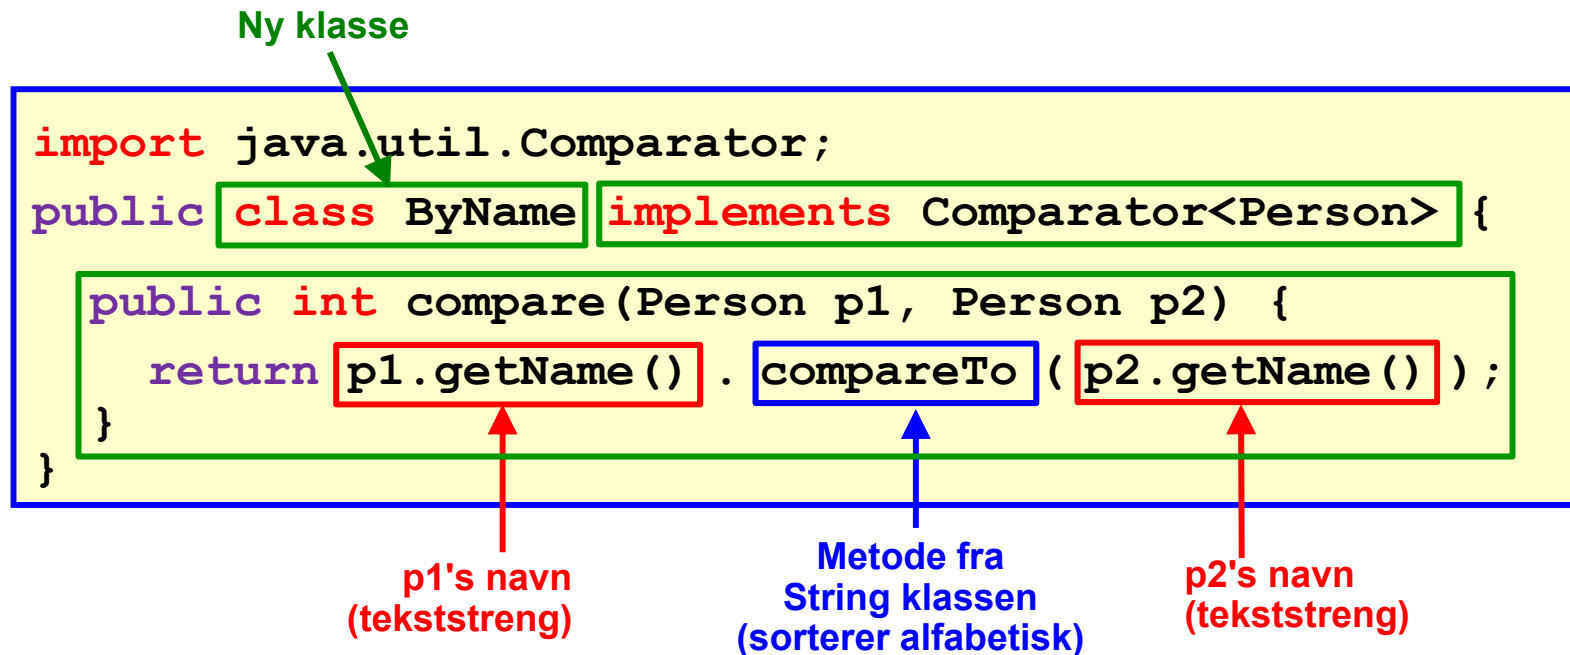 Ny klasse
import java.util.Comparator;
public class ByName implements Comparator<Person> {
public int compare(Person p1, Person p2) {
return p1.getName().compareTo(p2.getName());
}
}
p1's navn
(tekststreng)
Metode fra
String klassen
(sorterer alfabetisk)
p2's navn
(tekststreng)